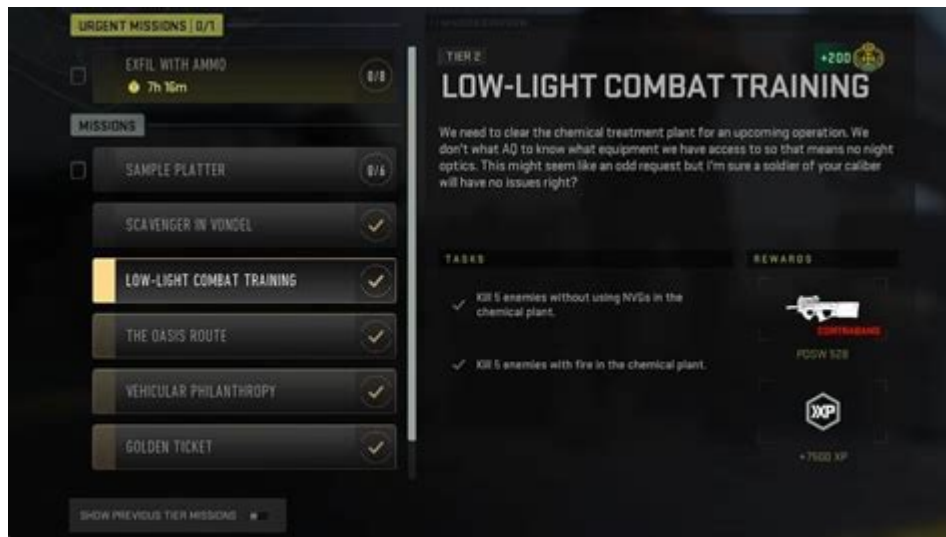 URGENT MISSIONS | 0/1
EXFIL WITH AMMO
0/8
7h 16m
MISSIONS
SAMPLE PLATTER
0/6
SCAVENGER IN VONDEL
LOW-LIGHT COMBAT TRAINING
THE OASIS ROUTE
VEHICULAR PHILANTHROPY
GOLDEN TICKET
SHOW PREVIOUS TIER MISSIONS
TIER 2
+200
LOW-LIGHT COMBAT TRAINING
We need to clear the chemical treatment plant for an upcoming operation. We
don't what AQ to know what equipment we have access to so that means no night
optics. This might seem like an odd request but I'm sure a soldier of your caliber
will have no issues right?
TASKS
Kill 5 enemies without using NVGs in the
chemical plant.
Kill 5 enemies with fire in the chemical plant.
REWARDS
CONTRABAND
PDSW 528
XP
+7500 XP